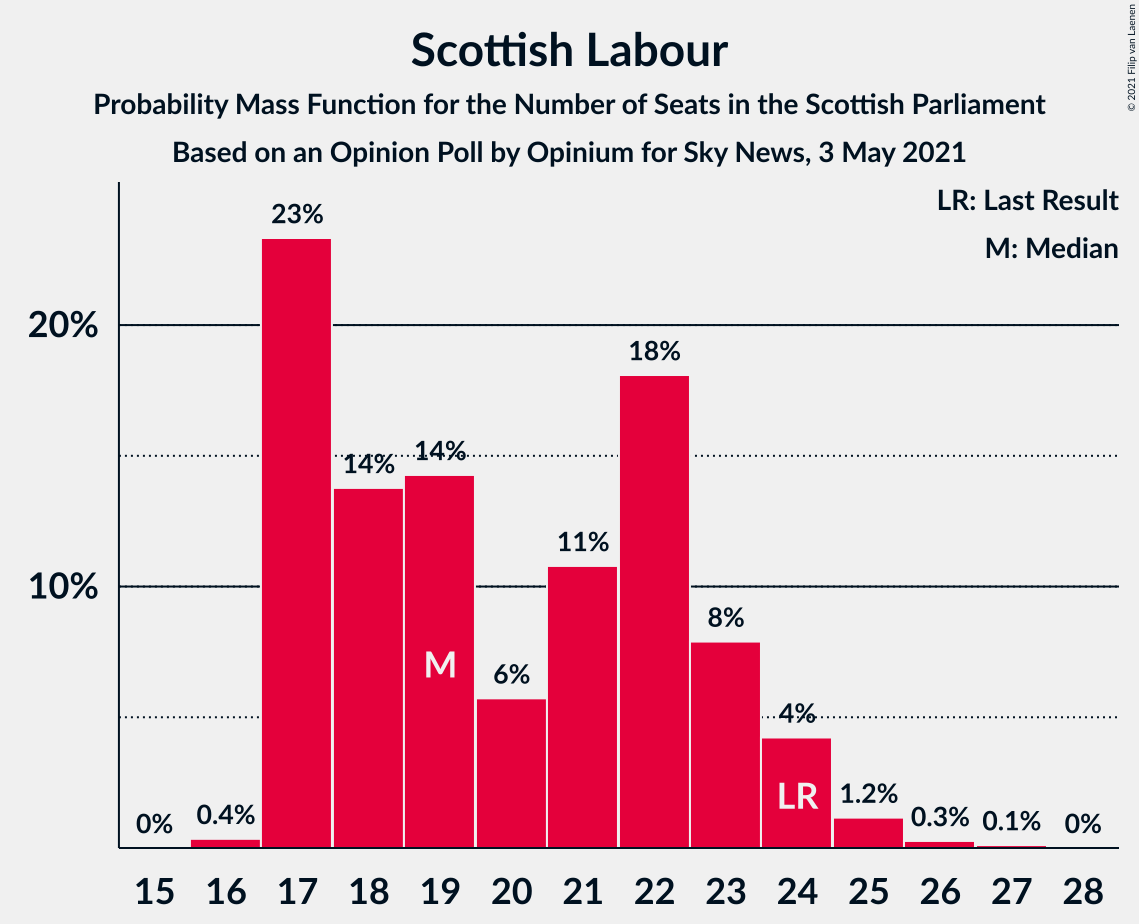 Scottish Labour
Probability Mass Function for the Number of Seats in the Scottish Parliament
Based on an Opinion Poll by Opinium for Sky News, 3 May 2021
© 2021 Filip van Laenen
LR: Last Result
M: Median
20%
10%
0%
0.4%
23%
14%
14%
6%
11%
18%
8%
4%
1.2%
0.3%
0.1%
0%
M
LR
15 16 17 18 19 20 21 22 23 24 25 26 27 28